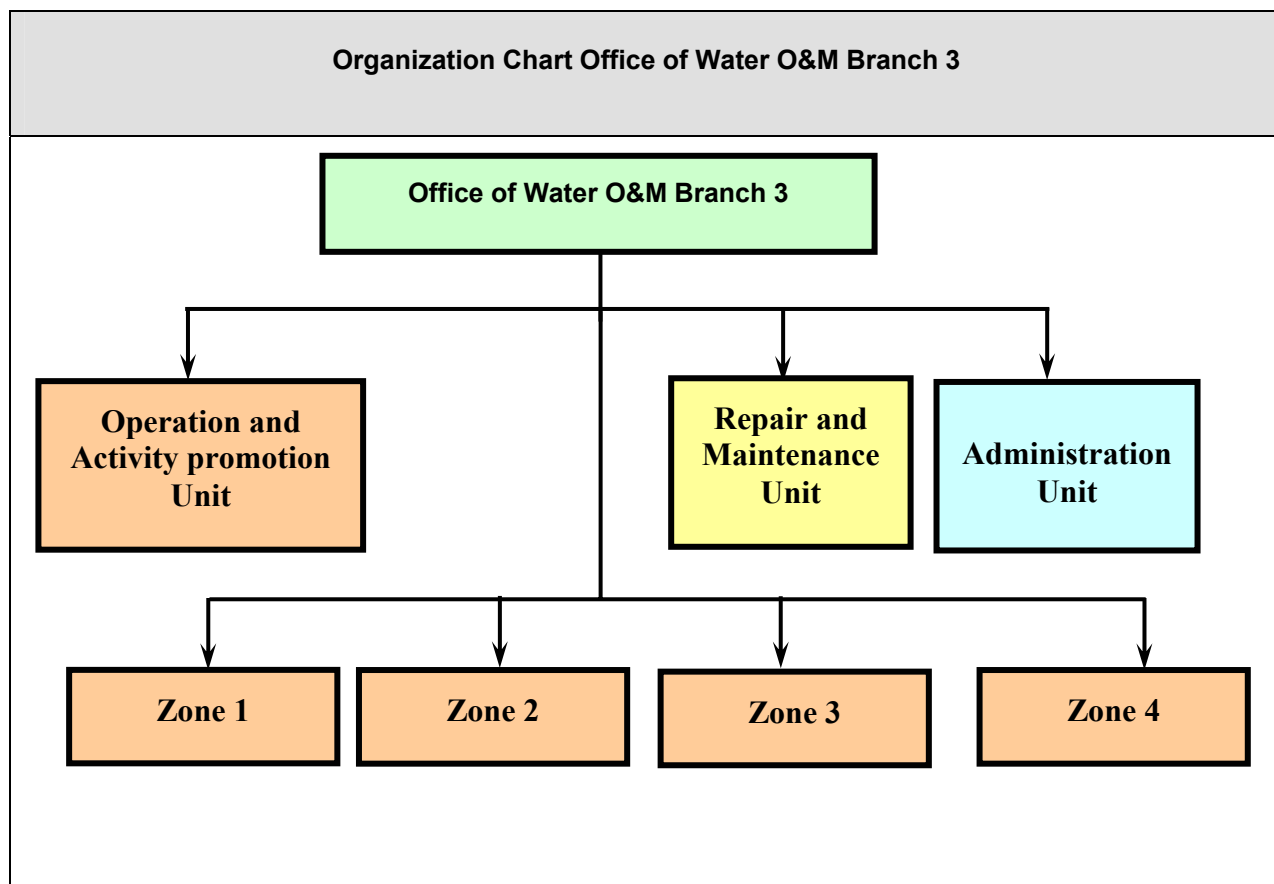 Organization Chart Office of Water O&M Branch 3
Office of Water O&M Branch 3
Operation and
Activity promotion
Unit
Repair and
Maintenance
Unit
Administration
Unit
Zone 1
Zone 2
Zone 3
Zone 4